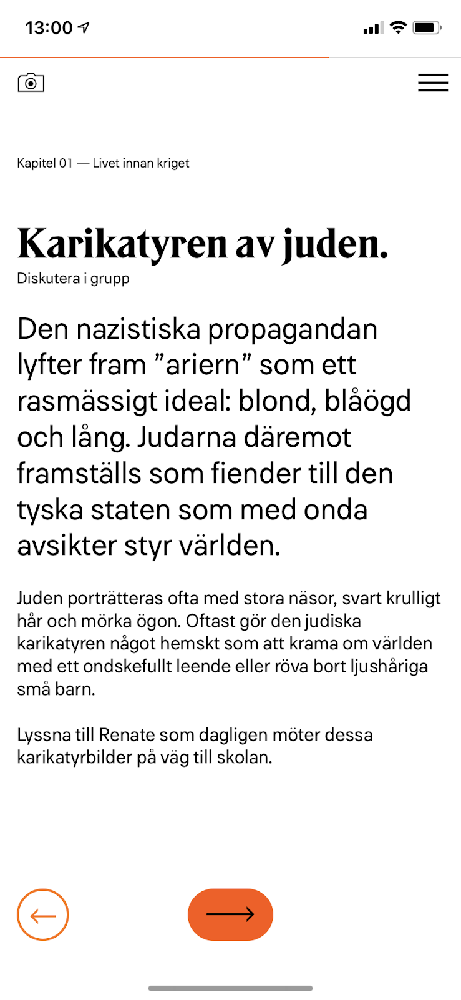 13:00
Kapitel 01 — Livet innan kriget
Karikatyren av juden.
Diskutera i grupp
Den nazistiska propagandan
lyfter fram ”ariern” som ett
rasmässigt ideal: blond, blåögd
och lång. Judarna däremot
framställs som fiender till den
tyska staten som med onda
avsikter styr världen.
Juden porträtteras ofta med stora näsor, svart krulligt
hår och mörka ögon. Oftast gör den judiska
karikatyren något hemskt som att krama om världen
med ett ondskefullt leende eller röva bort ljushåriga
små barn.
Lyssna till Renate som dagligen möter dessa
karikatyrbilder på väg till skolan.